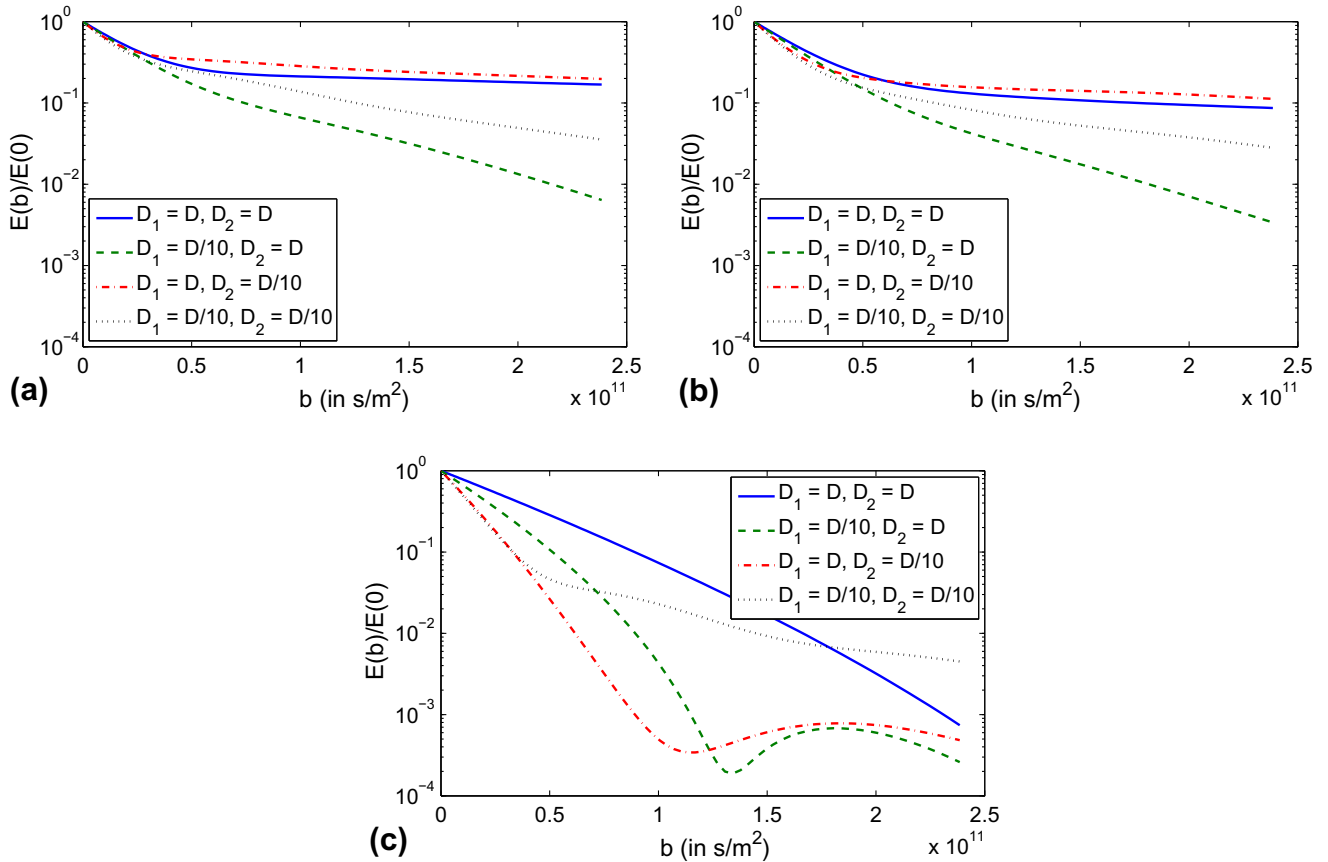 10^0
10^−1
10^−2
10^−3
10^−4
E(b)/E(0)
D_1 = D, D_2 = D
D_1 = D/10, D_2 = D
D_1 = D, D_2 = D/10
D_1 = D/10, D_2 = D/10
0 0.5 1 1.5 2 2.5
x 10^11
b (in s/m^2)
(a)
10^0
10^−1
10^−2
10^−3
10^−4
E(b)/E(0)
D_1 = D, D_2 = D
D_1 = D/10, D_2 = D
D_1 = D, D_2 = D/10
D_1 = D/10, D_2 = D/10
0 0.5 1 1.5 2 2.5
x 10^11
b (in s/m^2)
(b)
10^0
10^−1
10^−2
10^−3
10^−4
E(b)/E(0)
D_1 = D, D_2 = D
D_1 = D/10, D_2 = D
D_1 = D, D_2 = D/10
D_1 = D/10, D_2 = D/10
0 0.5 1 1.5 2 2.5
x 10^11
b (in s/m^2)
(c)